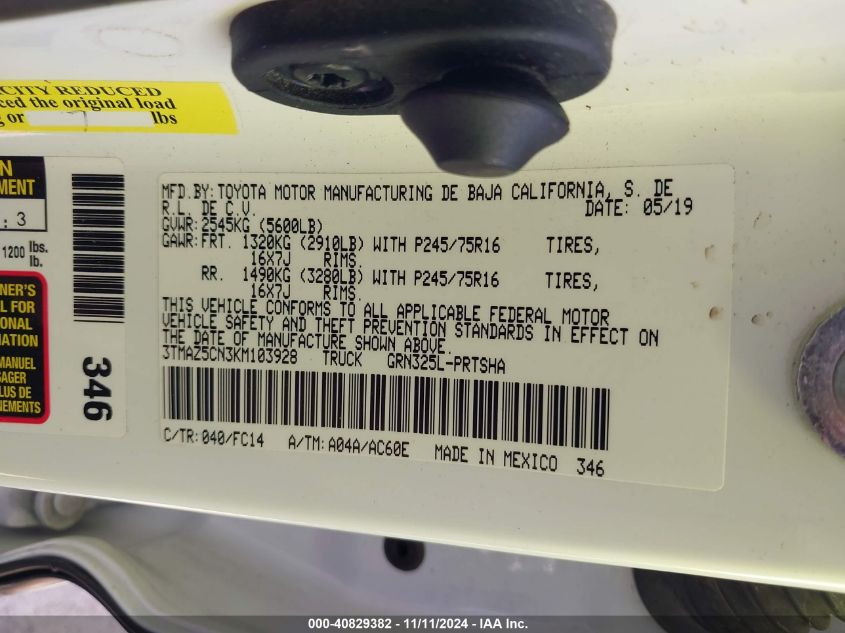 CITY REDUCED
ced the original load
g or lbs
N
MENT
.3
1200 lbs.
lb.
NER'S
L FOR
ONAL
MATION
MANUEL
SAGER
LUS DE
NEMENTS
346
MFD.BY:TOYOTA MOTOR MANUFACTURING DE BAJA CALIFORNIA, S. DE
R.L. DE C.V. DATE: 05/19
GVWR:2545KG (5600LB)
GAWR:FRT. 1320KG (2910LB) WITH P245/75R16 TIRES,
16X7J RIMS.
RR. 1490KG (3280LB) WITH P245/75R16 TIRES,
16X7J RIMS.
THIS VEHICLE CONFORMS TO ALL APPLICABLE FEDERAL MOTOR
VEHICLE SAFETY AND THEFT PREVENTION STANDARDS IN EFFECT ON
THE DATE OF MANUFACTURE SHOWN ABOVE.
3TMAZ5CN3KM103928 TRUCK GRN325L-PRTSHA
C/TR:040/FC14 A/TM:A04A/AC60E MADE IN MEXICO 346
000-40829382 - 11/11/2024 - IAA Inc.